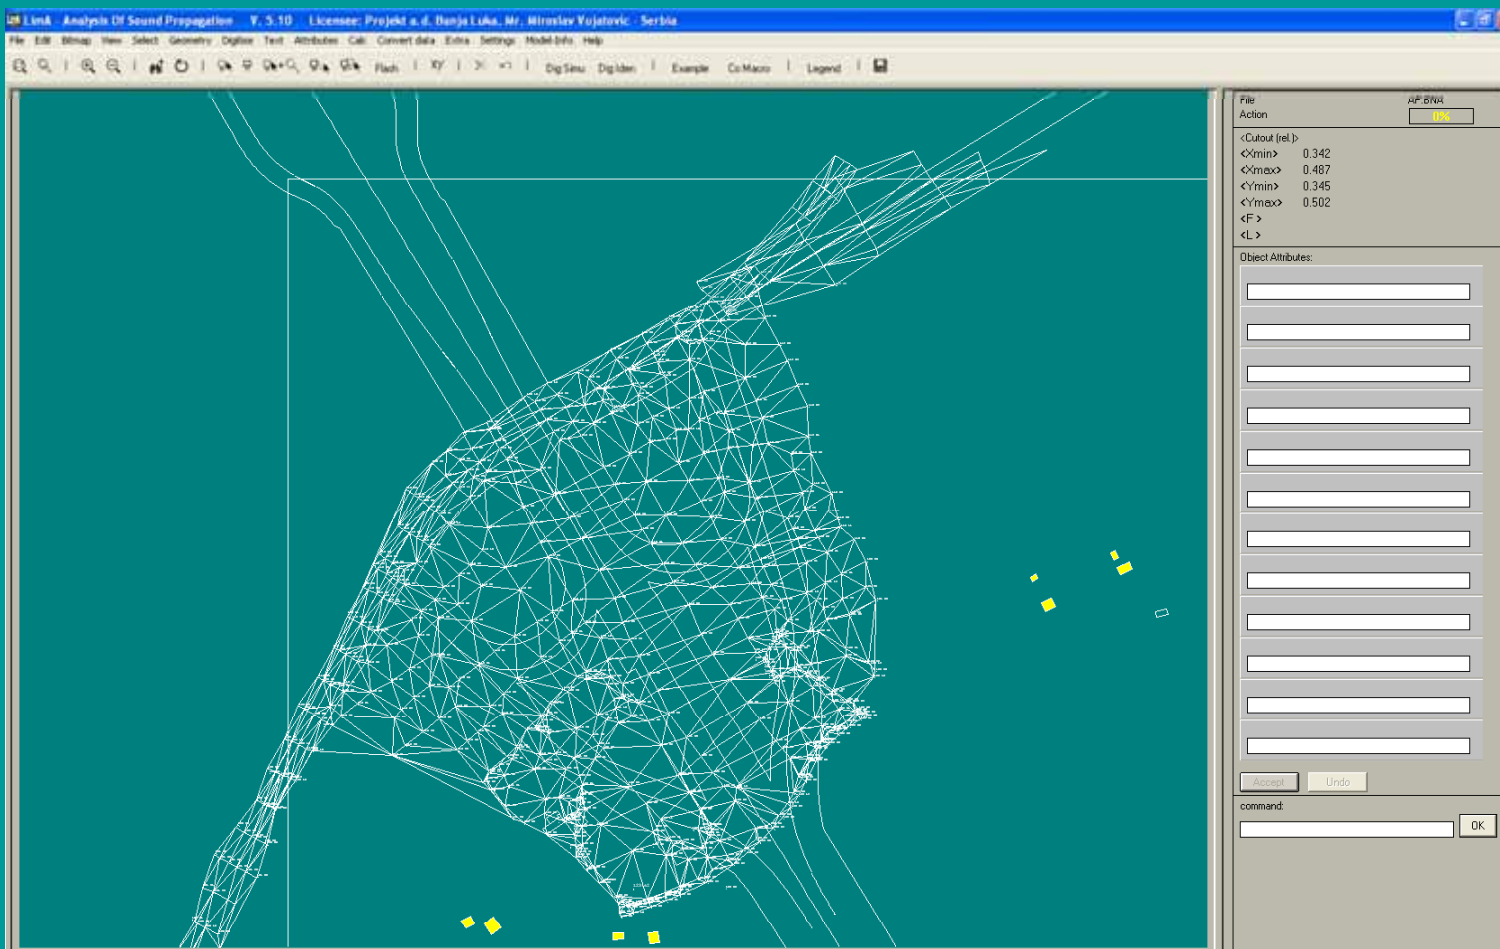 LimA - Analysis Of Sound Propagation V. 5.10 Licensee: Projekt a.d. Banja Luka, Mr. Miroslav Vujatovic - Serbia
File Edit Bitmap View Select Geometry Digitise Text Attributes Calc Convert data Extra Settings Model-Info Help
Flash XY Dig Simu Dig Iden Example Co Macro Legend
File AP.BNA
Action 0%
<Cutout (rel.)>
<Xmin> 0.342
<Xmax> 0.487
<Ymin> 0.345
<Ymax> 0.502
<F>
<L>
Object Attributes:
Accept Undo
command:
OK